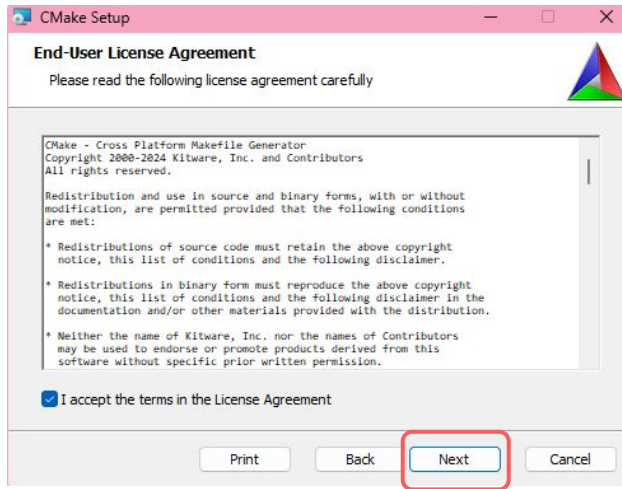 CMake Setup
End-User License Agreement
Please read the following license agreement carefully
CMake - Cross Platform Makefile Generator
Copyright 2000-2024 Kitware, Inc. and Contributors
All rights reserved.
Redistribution and use in source and binary forms, with or without
modification, are permitted provided that the following conditions
are met:
* Redistributions of source code must retain the above copyright
notice, this list of conditions and the following disclaimer.
* Redistributions in binary form must reproduce the above copyright
notice, this list of conditions and the following disclaimer in the
documentation and/or other materials provided with the distribution.
* Neither the name of Kitware, Inc. nor the names of Contributors
may be used to endorse or promote products derived from this
software without specific prior written permission.
I accept the terms in the License Agreement
Print Back Next Cancel